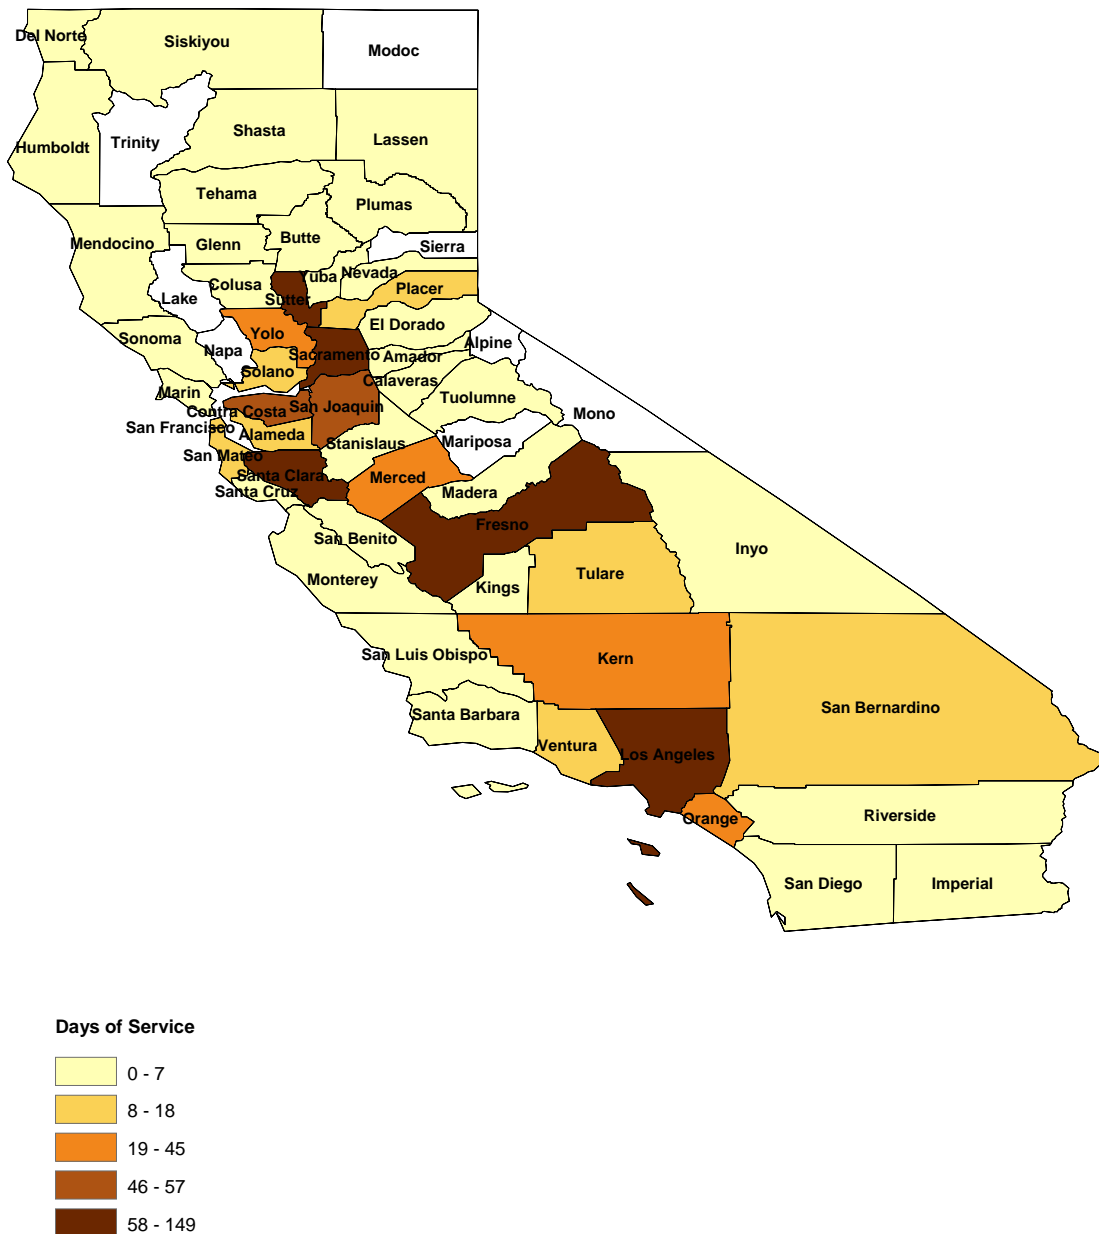 Del Norte
Siskiyou
Modoc
Humboldt
Trinity
Shasta
Lassen
Tehama
Plumas
Mendocino
Glenn
Butte
Sierra
Colusa
Yuba
Nevada
Lake
Sutter
Placer
Sonoma
Yolo
El Dorado
Napa
Sacramento
Amador
Alpine
Solano
Calaveras
Marin
Tuolumne
Contra Costa
San Joaquin
Mono
San Francisco
Alameda
Stanislaus
Mariposa
San Mateo
Santa Clara
Merced
Santa Cruz
Madera
Fresno
San Benito
Inyo
Monterey
Kings
Tulare
San Luis Obispo
Kern
San Bernardino
Santa Barbara
Ventura
Los Angeles
Orange
Riverside
San Diego
Imperial
Days of Service
0 - 7
8 - 18
19 - 45
46 - 57
58 - 149